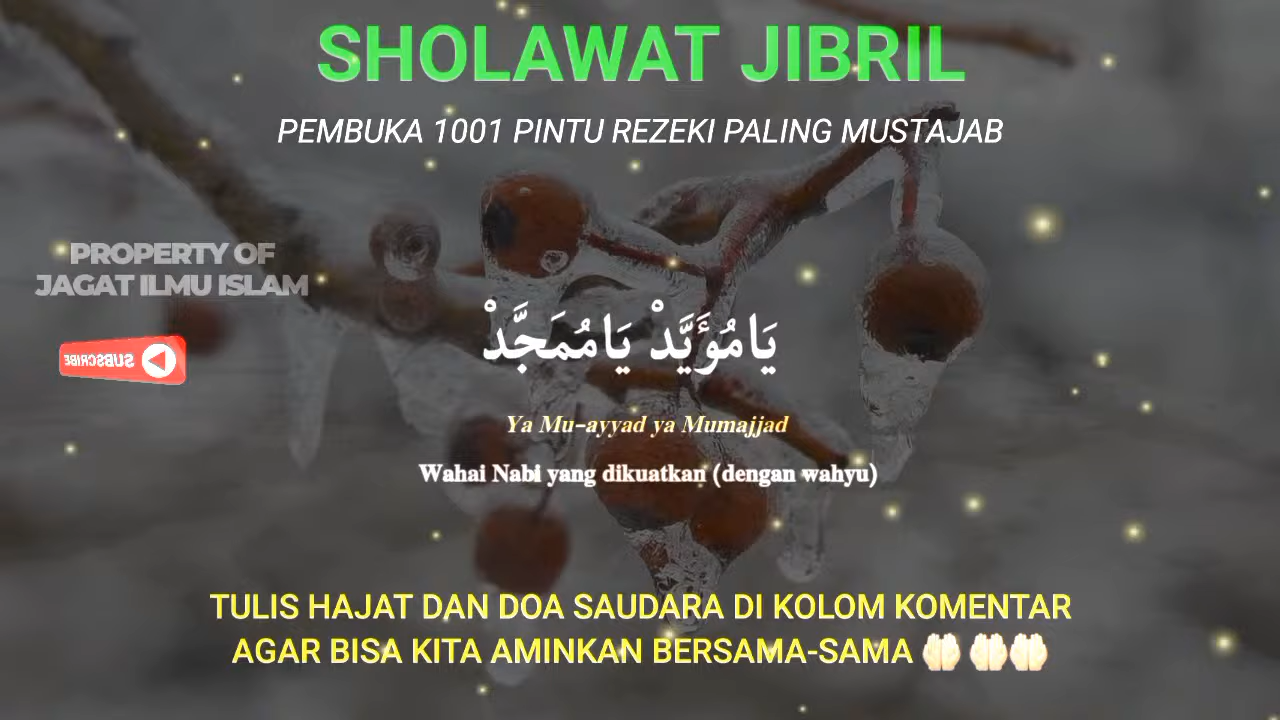 SHOLAWAT JIBRIL
PEMBUKA 1001 PINTU REZEKI PALING MUSTAJAB
PROPERTY OF
JAGAT ILMU ISLAM
SUBSCRIBE
يَامُؤَيَّدْ يَامُمَجَّدْ
Ya Mu-ayyad ya Mumajjad
Wahai Nabi yang dikuatkan (dengan wahyu)
TULIS HAJAT DAN DOA SAUDARA DI KOLOM KOMENTAR
AGAR BISA KITA AMINKAN BERSAMA-SAMA 🤲🏻 🤲🏻🤲🏻